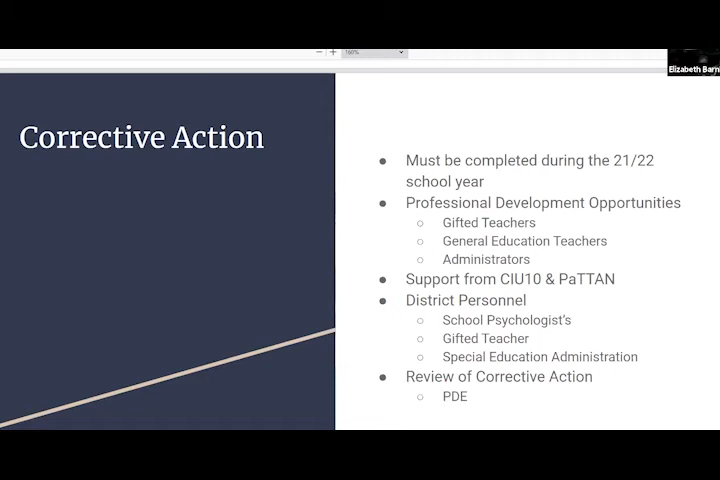 160%
Elizabeth Barn
Corrective Action
● Must be completed during the 21/22
school year
● Professional Development Opportunities
○ Gifted Teachers
○ General Education Teachers
○ Administrators
● Support from CIU10 & PaTTAN
● District Personnel
○ School Psychologist's
○ Gifted Teacher
○ Special Education Administration
● Review of Corrective Action
○ PDE